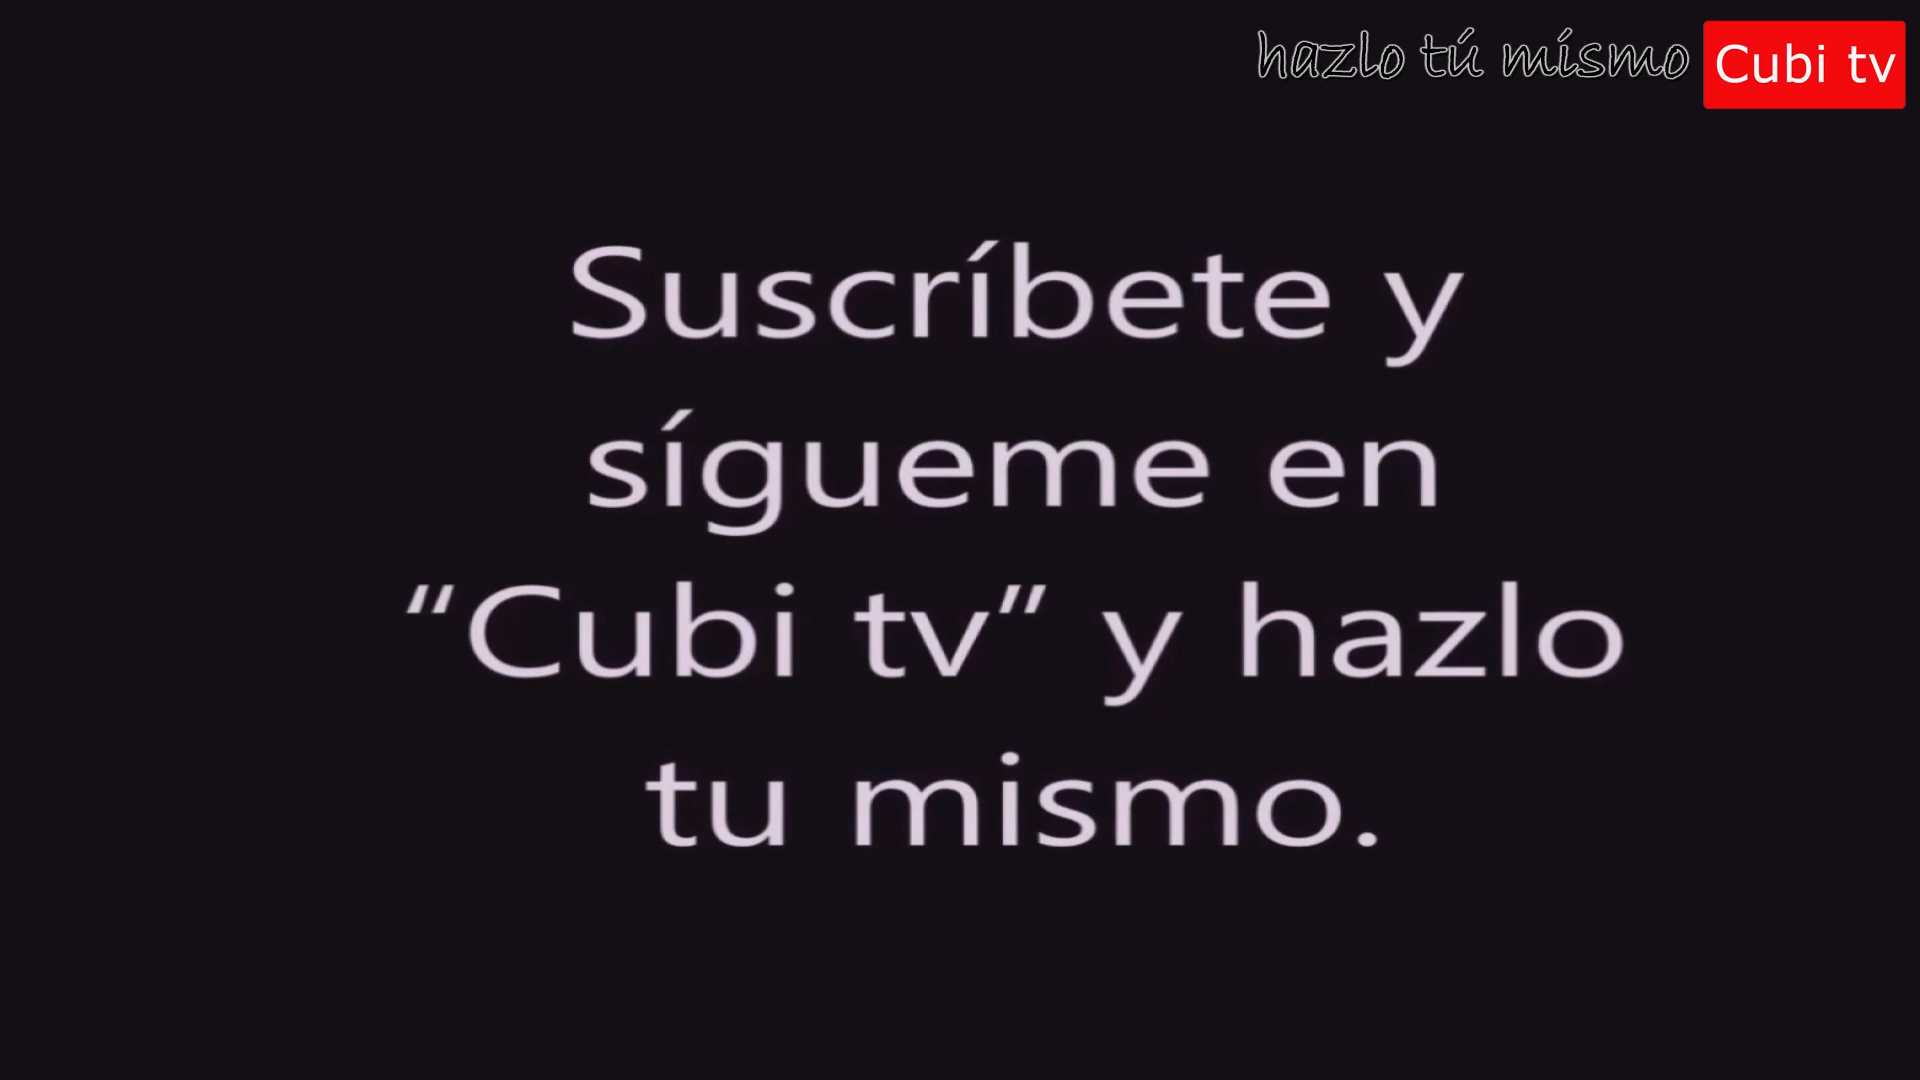 hazlo tú mismo Cubi tv
Suscríbete y
sígueme en
“Cubi tv” y hazlo
tu mismo.